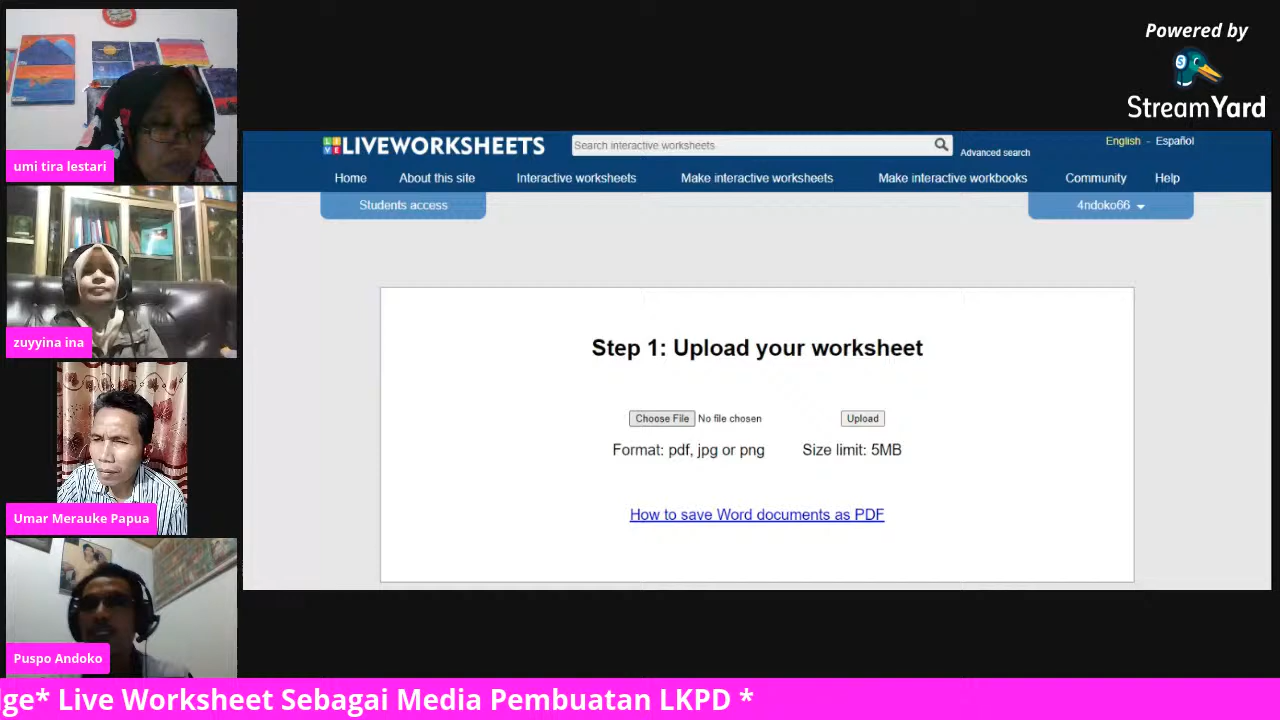 umi tira lestari
zuyyina ina
Umar Merauke Papua
Puspo Andoko
Powered by
StreamYard
LIVE LIVEWORKSHEETS
Search interactive worksheets
Advanced search
English - Español
Home About this site Interactive worksheets Make interactive worksheets Make interactive workbooks Community Help
Students access
4ndoko66
Step 1: Upload your worksheet
Choose File No file chosen Upload
Format: pdf, jpg or png Size limit: 5MB
How to save Word documents as PDF
* Live Worksheet Sebagai Media Pembuatan LKPD *